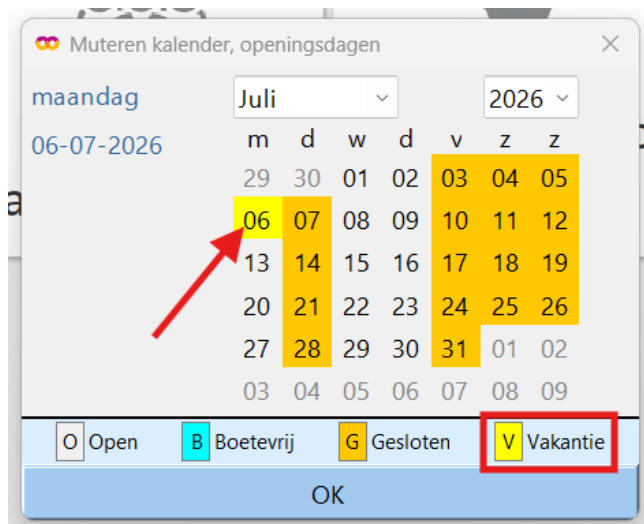 Muteren kalender, openingsdagen
maandag Juli 2026
06-07-2026 m d w d v z z
29 30 01 02 03 04 05
06 07 08 09 10 11 12
13 14 15 16 17 18 19
20 21 22 23 24 25 26
27 28 29 30 31 01 02
03 04 05 06 07 08 09
O Open B Boetevrij G Gesloten V Vakantie
OK